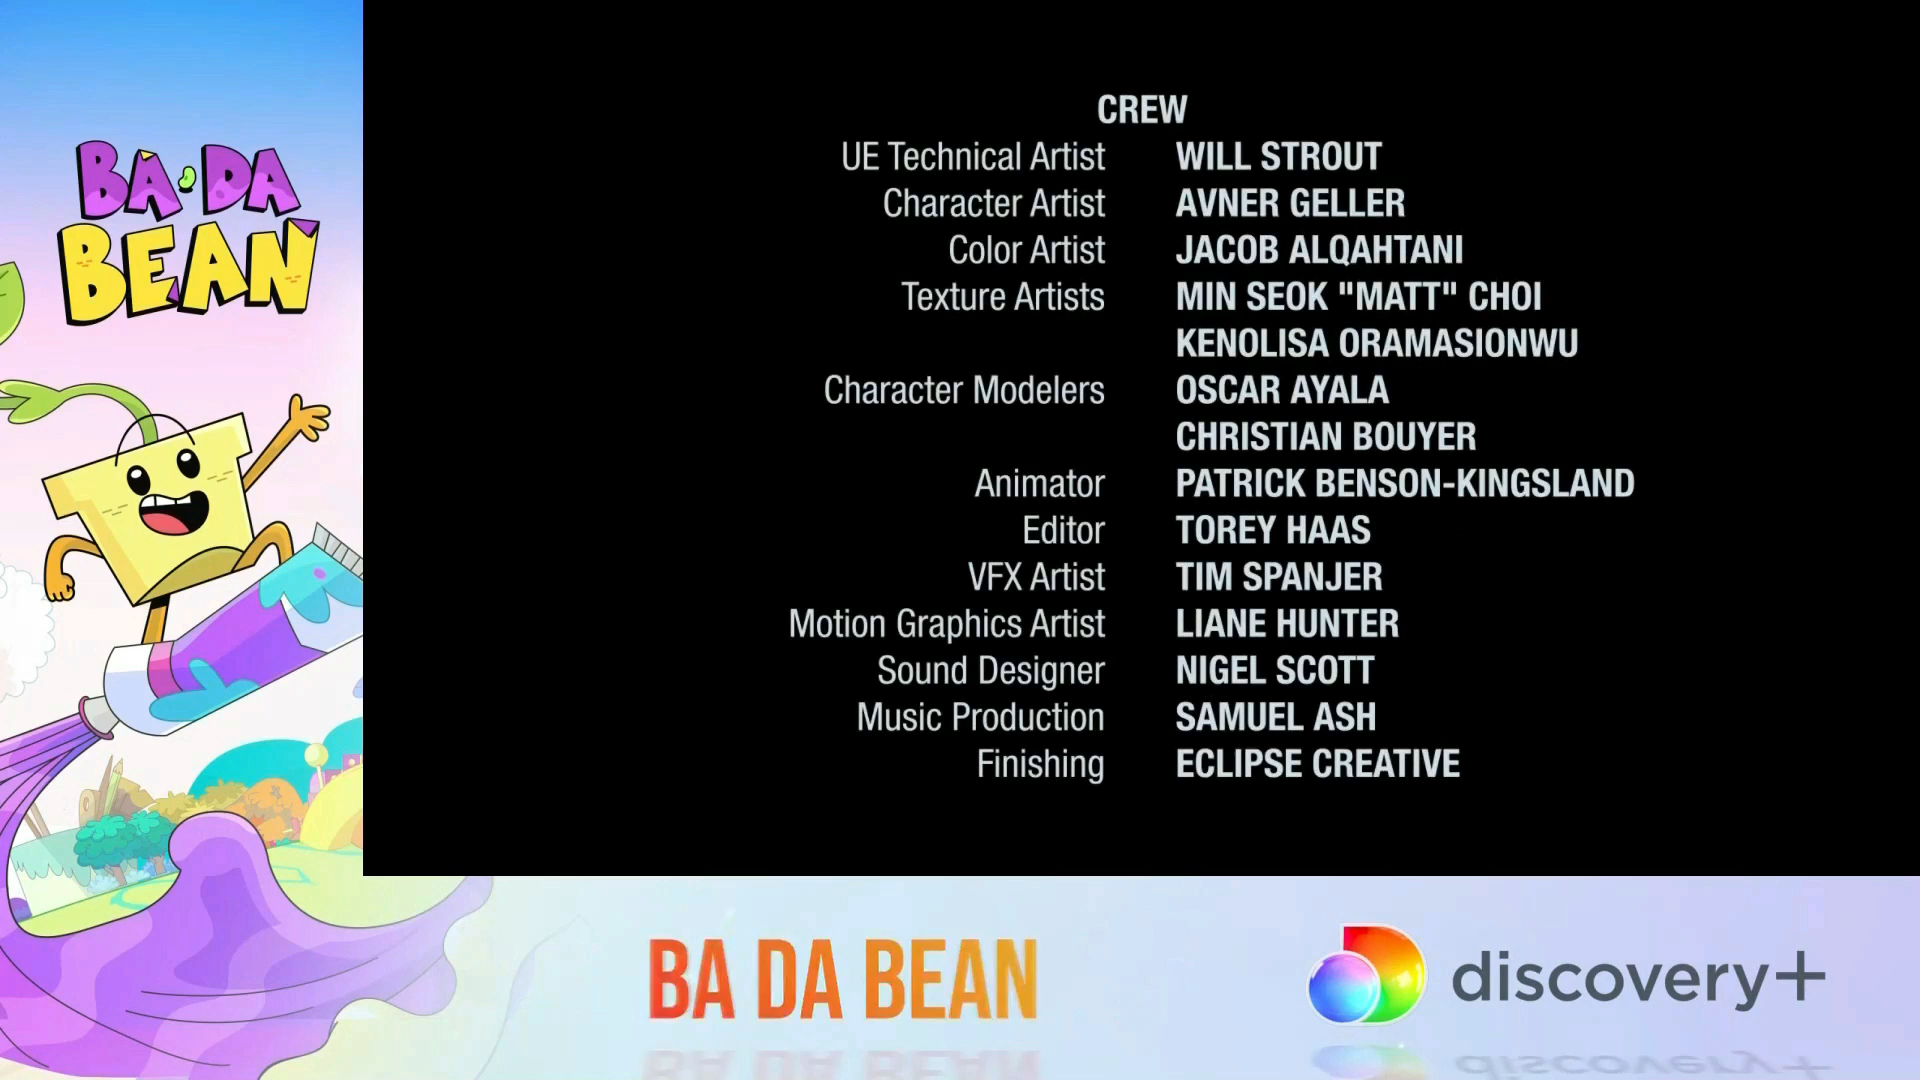 BA DA
BEAN
CREW
UE Technical Artist WILL STROUT
Character Artist AVNER GELLER
Color Artist JACOB ALQAHTANI
Texture Artists MIN SEOK "MATT" CHOI
KENOLISA ORAMASIONWU
Character Modelers OSCAR AYALA
CHRISTIAN BOUYER
Animator PATRICK BENSON-KINGSLAND
Editor TOREY HAAS
VFX Artist TIM SPANJER
Motion Graphics Artist LIANE HUNTER
Sound Designer NIGEL SCOTT
Music Production SAMUEL ASH
Finishing ECLIPSE CREATIVE
BA DA BEAN
discovery+